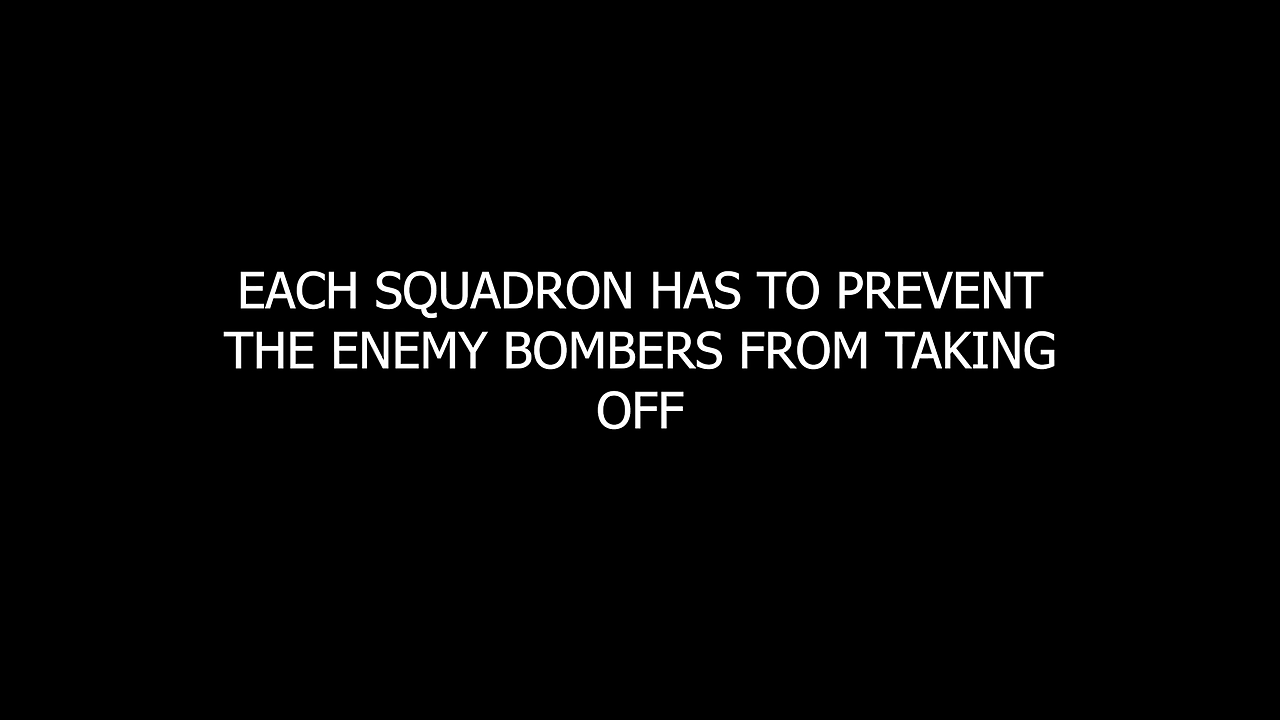 EACH SQUADRON HAS TO PREVENT
THE ENEMY BOMBERS FROM TAKING
OFF